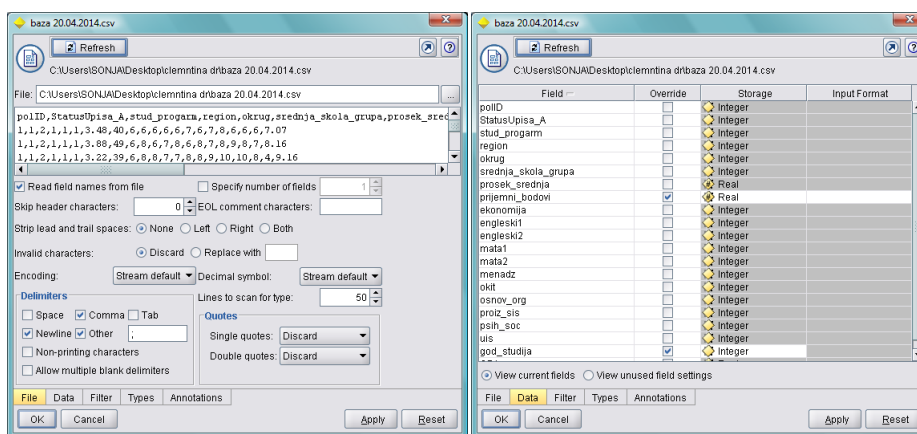 baza 20.04.2014.csv
Refresh
C:\Users\SONJA\Desktop\clemntina dr\baza 20.04.2014.csv
File: C:\Users\SONJA\Desktop\clemntina dr\baza 20.04.2014.csv ...
polID,StatusUpisa_A,stud_progarm,region,okrug,srednja_skola_grupa,prosek_sred
1,1,2,1,1,1,3.48,40,6,6,6,6,6,7,6,7,8,6,6,6,7.07
1,1,2,1,1,1,3.88,49,6,8,6,7,8,6,8,7,8,9,8,7,8.16
1,1,2,1,1,1,3.22,39,6,8,8,7,7,8,8,9,10,10,8,4,9.16
Read field names from file Specify number of fields 1
Skip header characters: 0 EOL comment characters:
Strip lead and trail spaces: None Left Right Both
Invalid characters: Discard Replace with
Encoding: Stream default Decimal symbol: Stream default
Delimiters Lines to scan for type: 50
Space Comma Tab Quotes
Newline Other ; Single quotes: Discard
Non-printing characters Double quotes: Discard
Allow multiple blank delimiters
File Data Filter Types Annotations
OK Cancel Apply Reset
baza 20.04.2014.csv
Refresh
C:\Users\SONJA\Desktop\clemntina dr\baza 20.04.2014.csv
Field Override Storage Input Format
polID Integer
StatusUpisa_A Integer
stud_progarm Integer
region Integer
okrug Integer
srednja_skola_grupa Integer
prosek_srednja Real
prijemni_bodovi Real
ekonomija Integer
engleski1 Integer
engleski2 Integer
mata1 Integer
mata2 Integer
menadz Integer
okit Integer
osnov_org Integer
proiz_sis Integer
psih_soc Integer
uis Integer
god_studija Integer
View current fields View unused field settings
File Data Filter Types Annotations
OK Cancel Apply Reset